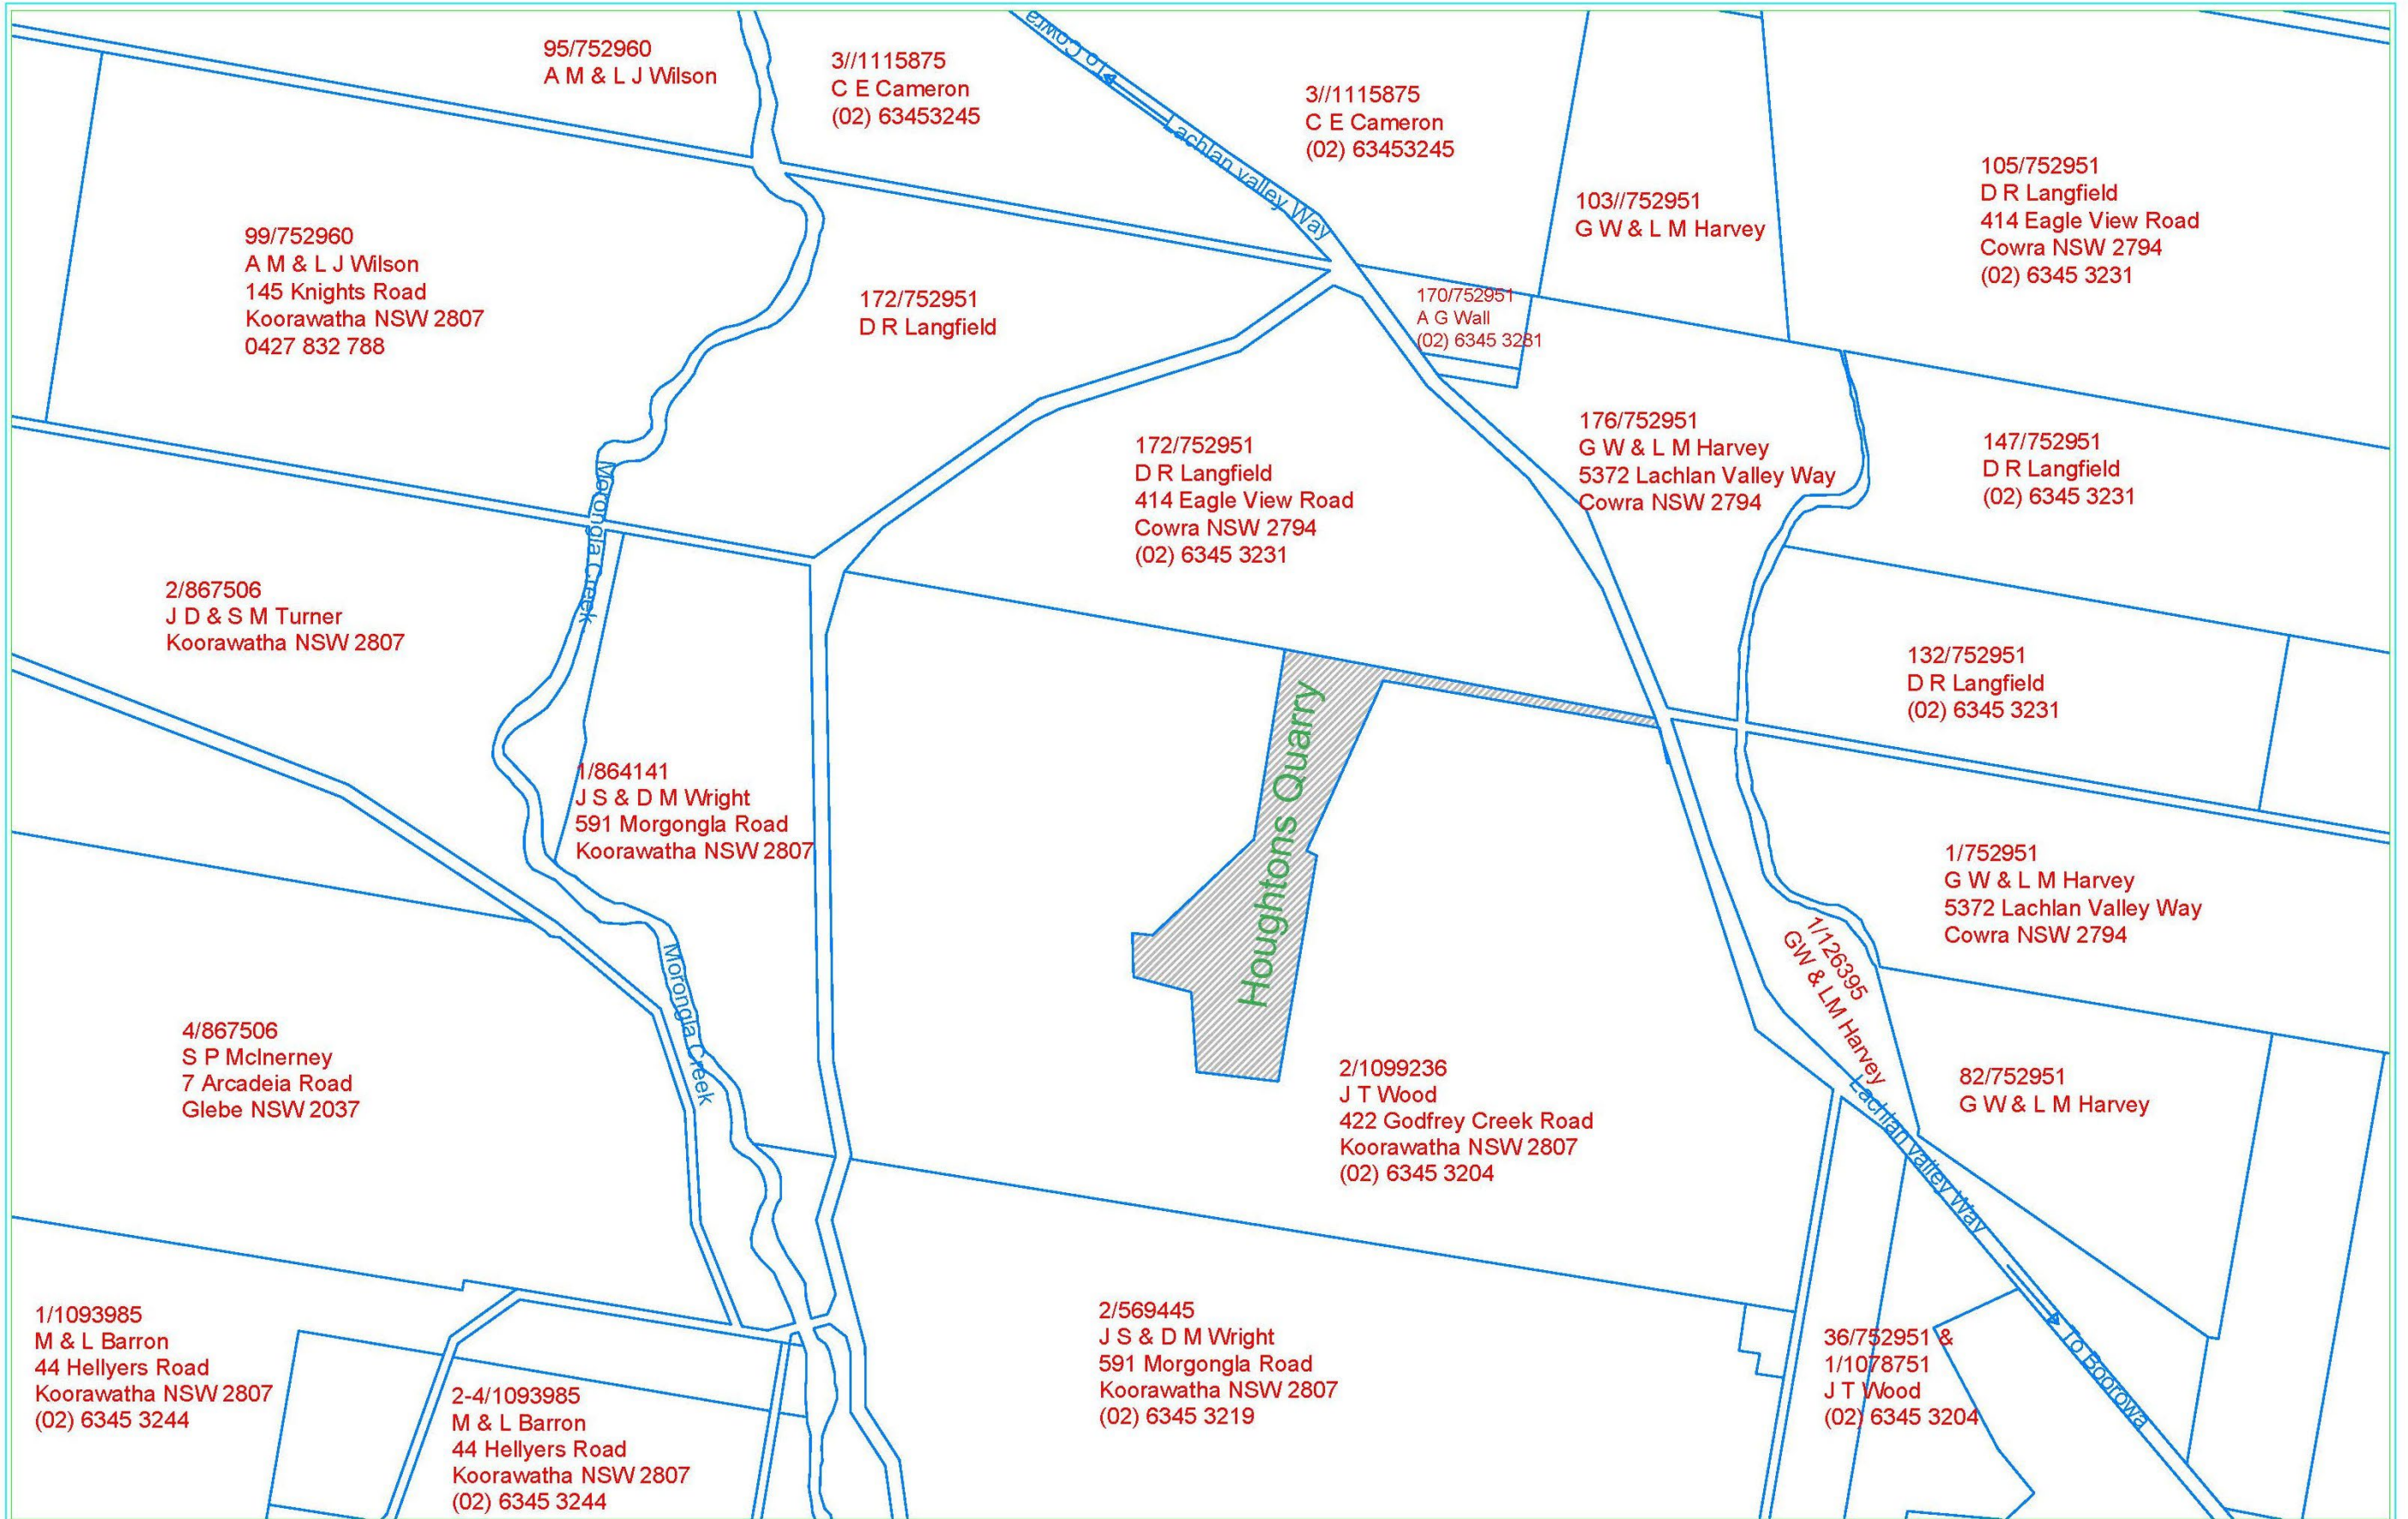 95/752960
A M & L J Wilson
3//1115875
C E Cameron
(02) 63453245
To Cowra
Lachlan valley Way
3//1115875
C E Cameron
(02) 63453245
103//752951
G W & L M Harvey
105/752951
D R Langfield
414 Eagle View Road
Cowra NSW 2794
(02) 6345 3231
99/752960
A M & L J Wilson
145 Knights Road
Koorawatha NSW 2807
0427 832 788
172/752951
D R Langfield
170/752951
A G Wall
(02) 6345 3281
172/752951
D R Langfield
414 Eagle View Road
Cowra NSW 2794
(02) 6345 3231
176/752951
G W & L M Harvey
5372 Lachlan Valley Way
Cowra NSW 2794
147/752951
D R Langfield
(02) 6345 3231
Morongla Creek
2/867506
J D & S M Turner
Koorawatha NSW 2807
132/752951
D R Langfield
(02) 6345 3231
Houghtons Quarry
1/864141
J S & D M Wright
591 Morgongla Road
Koorawatha NSW 2807
1/752951
G W & L M Harvey
5372 Lachlan Valley Way
Cowra NSW 2794
1/126395
GW & LM Harvey
Morongla Creek
4/867506
S P McInerney
7 Arcadeia Road
Glebe NSW 2037
2/1099236
J T Wood
422 Godfrey Creek Road
Koorawatha NSW 2807
(02) 6345 3204
82/752951
G W & L M Harvey
Lachlan valley Way
1/1093985
M & L Barron
44 Hellyers Road
Koorawatha NSW 2807
(02) 6345 3244
2-4/1093985
M & L Barron
44 Hellyers Road
Koorawatha NSW 2807
(02) 6345 3244
2/569445
J S & D M Wright
591 Morgongla Road
Koorawatha NSW 2807
(02) 6345 3219
36/752951 &
1/1078751
J T Wood
(02) 6345 3204
To Boorowa